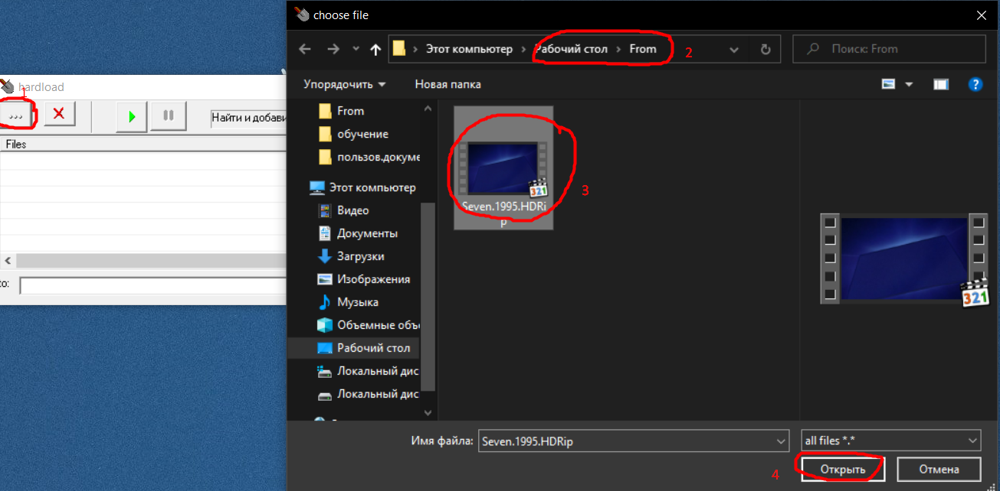 choose file
Этот компьютер › Рабочий стол › From
2
Поиск: From
hardload
1
Упорядочить
Новая папка
?
...
Найти и добави
Files
From
обучение
пользов.докуме
Этот компьютер
Видео
Документы
Загрузки
Изображения
Музыка
Объемные объ
Рабочий стол
Локальный дис
Локальный дис
321
Seven.1995.HDRi
p
3
321
to:
Имя файла:
Seven.1995.HDRip
all files *.*
4
Открыть
Отмена